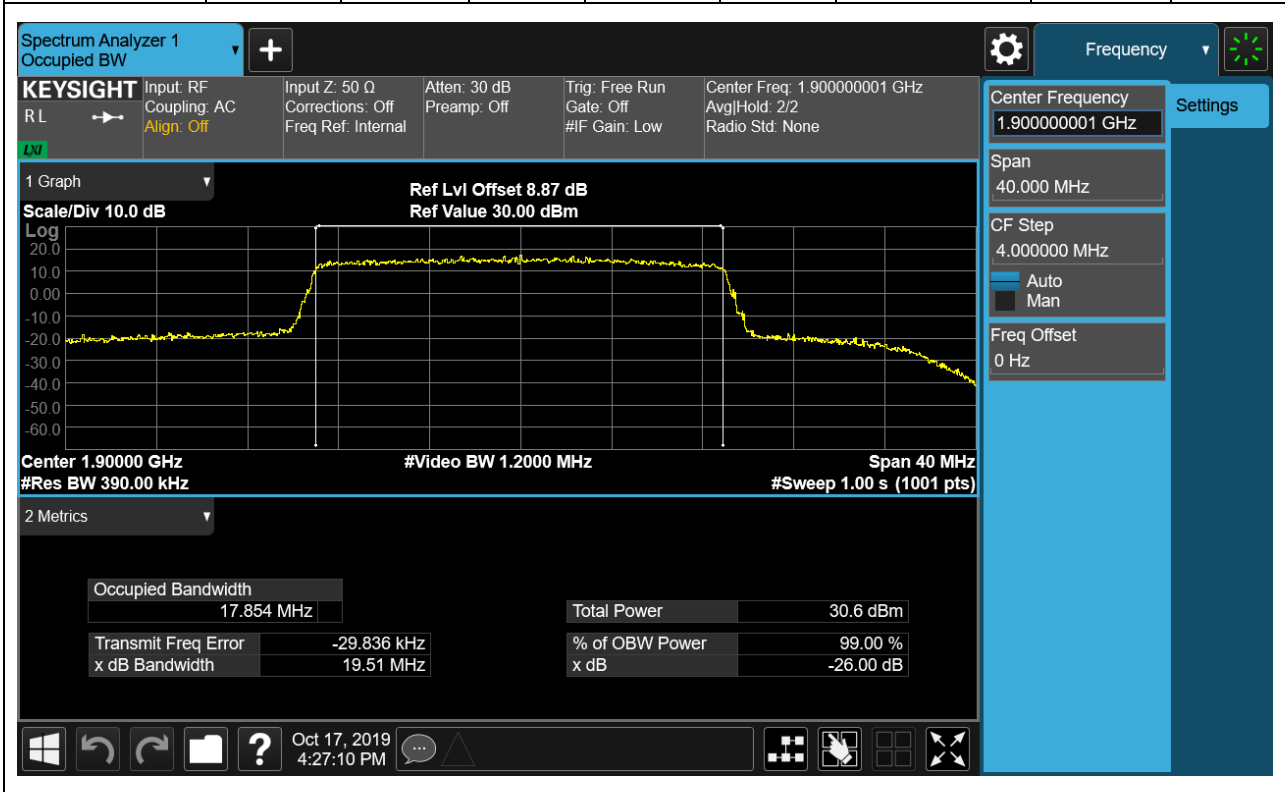 Spectrum Analyzer 1
Occupied BW
Frequency
KEYSIGHT
R L
LXI
Input: RF
Coupling: AC
Align: Off
Input Z: 50 Ω
Corrections: Off
Freq Ref: Internal
Atten: 30 dB
Preamp: Off
Trig: Free Run
Gate: Off
#IF Gain: Low
Center Freq: 1.900000001 GHz
Avg|Hold: 2/2
Radio Std: None
Center Frequency
1.900000001 GHz
Settings
Span
40.000 MHz
CF Step
4.000000 MHz
Auto
Man
Freq Offset
0 Hz
1 Graph
Scale/Div 10.0 dB
Ref Lvl Offset 8.87 dB
Ref Value 30.00 dBm
Log
20.0
10.0
0.00
-10.0
-20.0
-30.0
-40.0
-50.0
-60.0
Center 1.90000 GHz
#Video BW 1.2000 MHz
Span 40 MHz
#Res BW 390.00 kHz
#Sweep 1.00 s (1001 pts)
2 Metrics
Occupied Bandwidth
17.854 MHz
Total Power 30.6 dBm
Transmit Freq Error -29.836 kHz
% of OBW Power 99.00 %
x dB Bandwidth 19.51 MHz
x dB -26.00 dB
?
Oct 17, 2019
4:27:10 PM